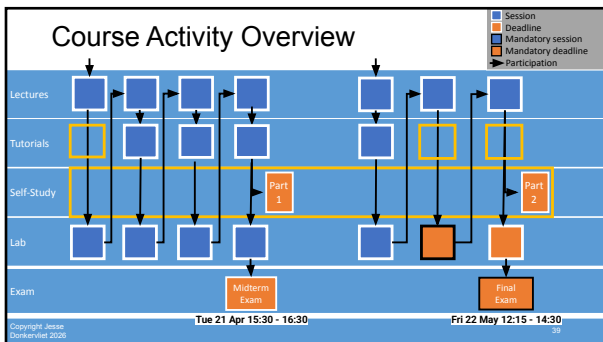 Course Activity Overview
Session
Deadline
Mandatory session
Mandatory deadline
Participation
Lectures
Tutorials
Self-Study
Part
1
Part
2
Lab
Exam
Midterm
Exam
Final
Exam
Tue 21 Apr 15:30 - 16:30
Fri 22 May 12:15 - 14:30
Copyright Jesse
Donkervliet 2026
39